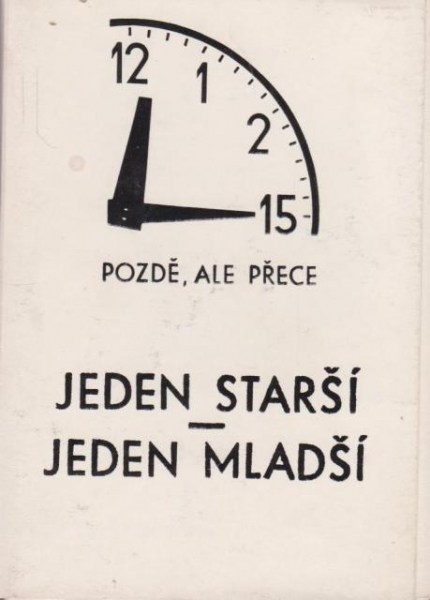 12
1
2
15
POZDĚ, ALE PŘECE
JEDEN STARŠÍ
—
JEDEN MLADŠÍ